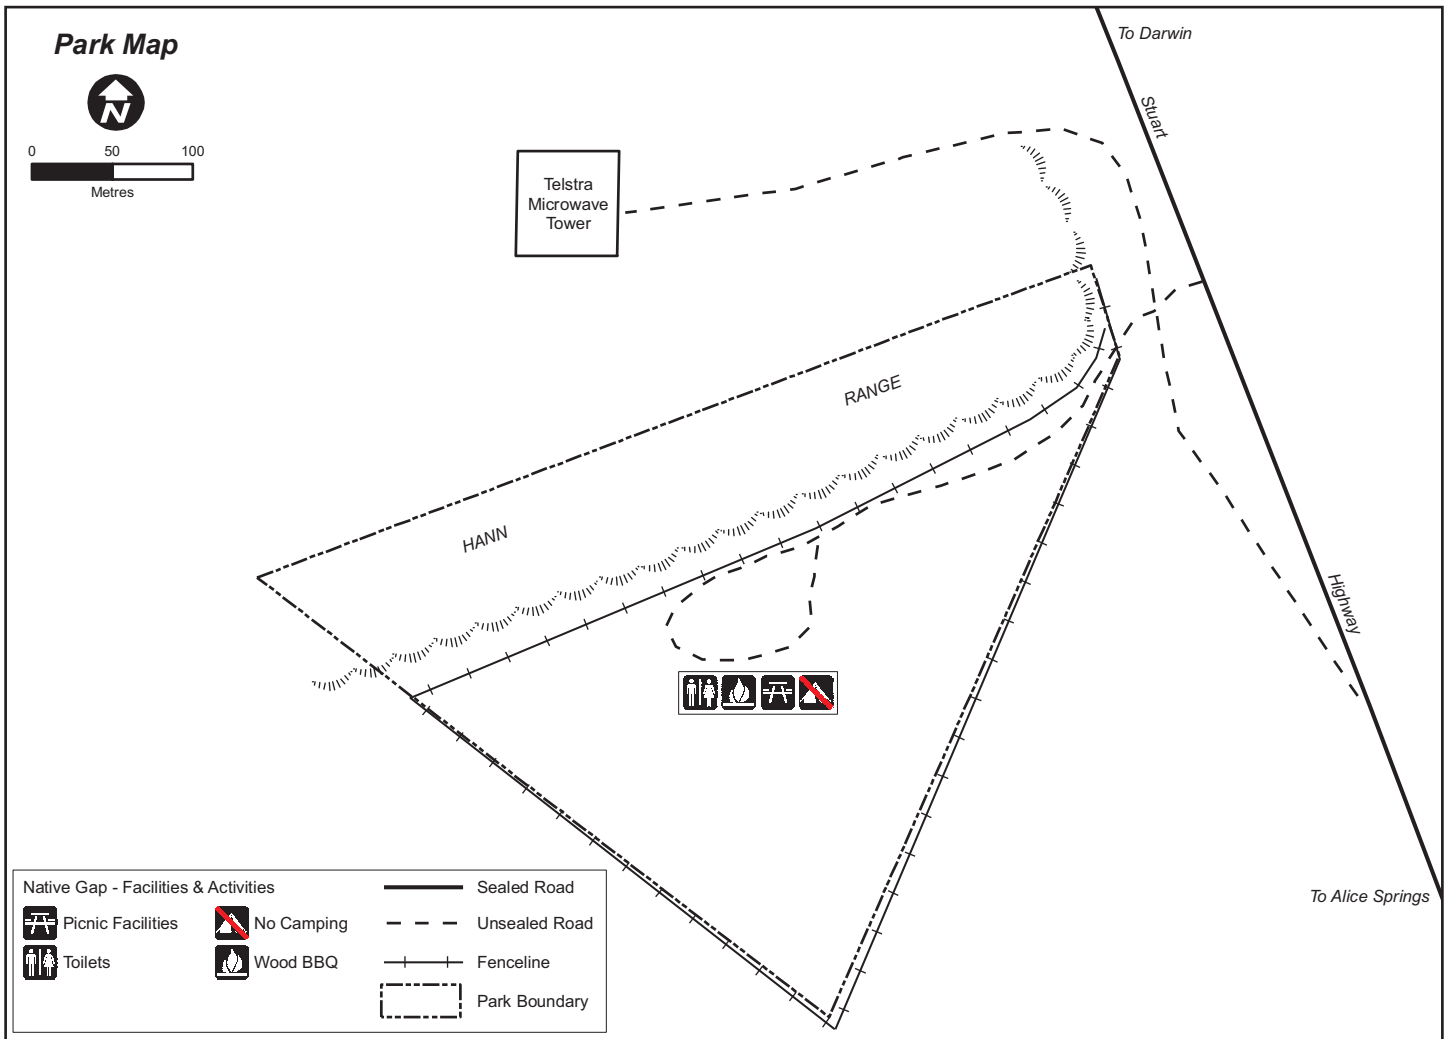 Park Map
N
0 50 100
Metres
To Darwin
Stuart
Telstra
Microwave
Tower
RANGE
HANN
Highway
To Alice Springs
Native Gap - Facilities & Activities
Picnic Facilities
No Camping
Toilets
Wood BBQ
Sealed Road
Unsealed Road
Fenceline
Park Boundary